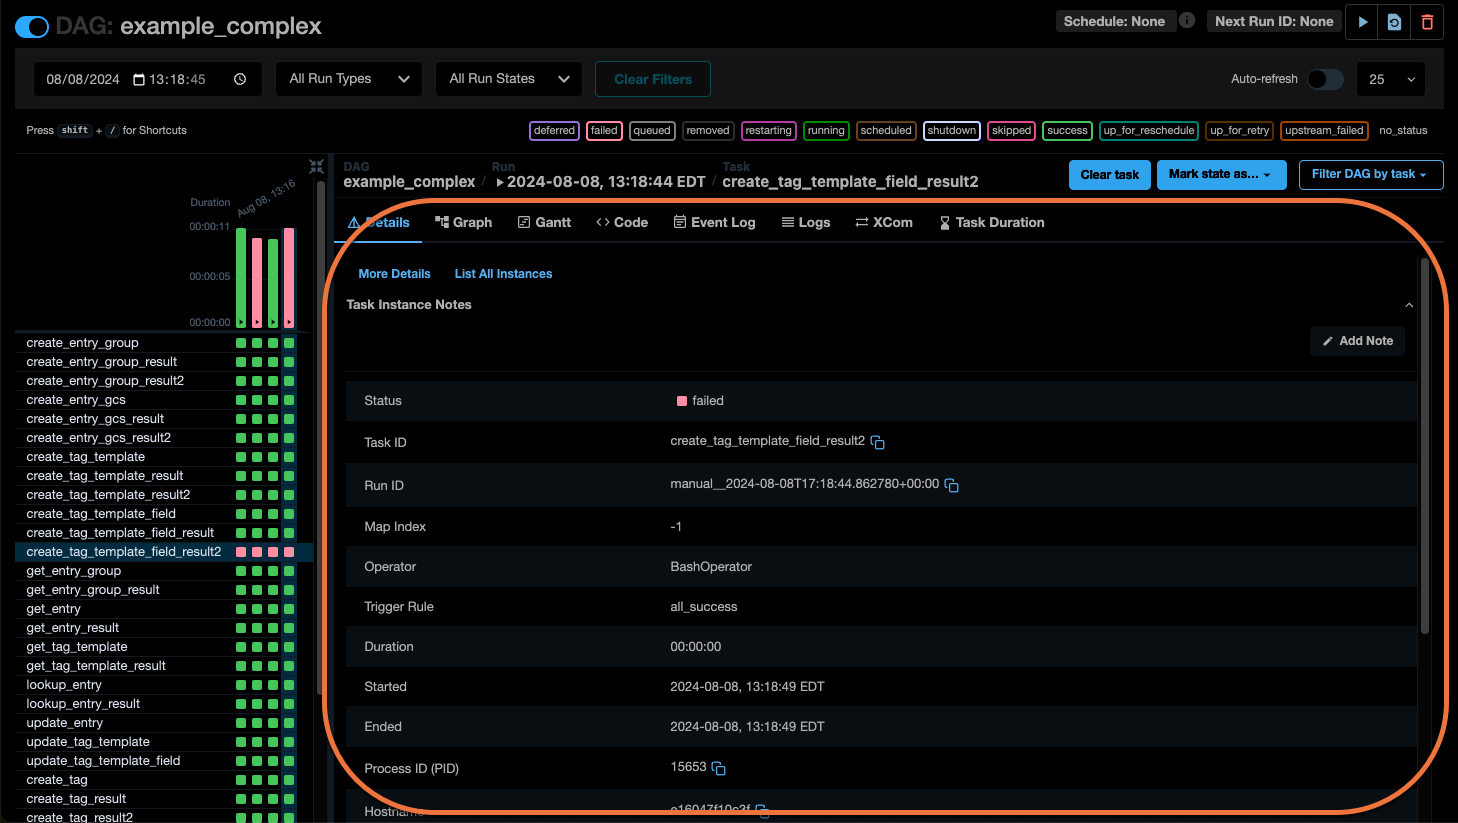 DAG: example_complex
Schedule: None
Next Run ID: None
08/08/2024 13:18:45
All Run Types
All Run States
Clear Filters
Auto-refresh
25
Press shift + / for Shortcuts
deferred failed queued removed restarting running scheduled shutdown skipped success up_for_reschedule up_for_retry upstream_failed no_status
Duration
Aug 08, 13:16
00:00:11
00:00:05
00:00:00
create_entry_group
create_entry_group_result
create_entry_group_result2
create_entry_gcs
create_entry_gcs_result
create_entry_gcs_result2
create_tag_template
create_tag_template_result
create_tag_template_result2
create_tag_template_field
create_tag_template_field_result
create_tag_template_field_result2
get_entry_group
get_entry_group_result
get_entry
get_entry_result
get_tag_template
get_tag_template_result
lookup_entry
lookup_entry_result
update_entry
update_tag_template
update_tag_template_field
create_tag
create_tag_result
create_tag_result2
DAG Run Task
example_complex / 2024-08-08, 13:18:44 EDT / create_tag_template_field_result2
Clear task
Mark state as...
Filter DAG by task
Details Graph Gantt Code Event Log Logs XCom Task Duration
More Details List All Instances
Task Instance Notes
Add Note
Status failed
Task ID create_tag_template_field_result2
Run ID manual__2024-08-08T17:18:44.862780+00:00
Map Index -1
Operator BashOperator
Trigger Rule all_success
Duration 00:00:00
Started 2024-08-08, 13:18:49 EDT
Ended 2024-08-08, 13:18:49 EDT
Process ID (PID) 15653
Hostname